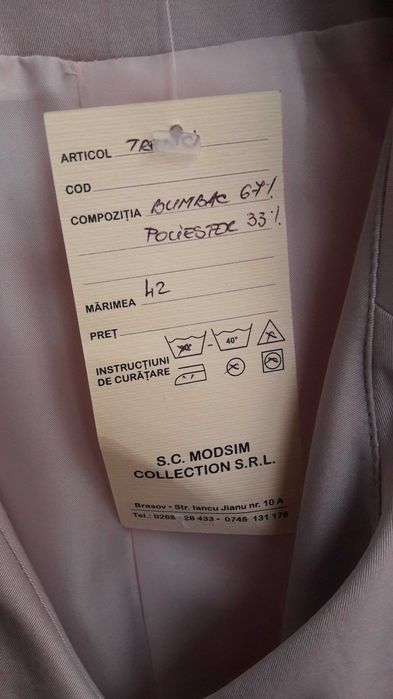 ARTICOL
COD
COMPOZIȚIA BUMBAC 67%
POLIESTER 33%
MĂRIMEA 42
PREȚ
INSTRUCȚIUNI
DE CURĂȚARE
40°
S.C. MODSIM
COLLECTION S.R.L.
Brasov • Str. Iancu Jianu nr. 10 A
Tel.: 0268 28 433 - 0745 131 176